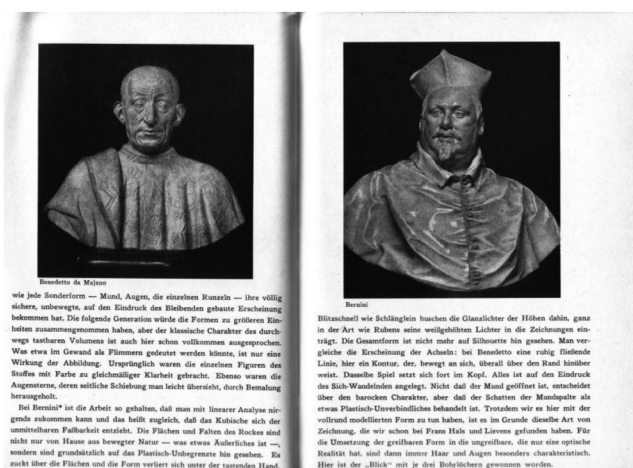 Benedetto da Majano
wie jede Sonderform — Mund, Augen, die einzelnen Runzeln — ihre völlig
sichere, unbewegte, auf den Eindruck des Bleibenden gebaute Erscheinung
bekommen hat. Die folgende Generation würde die Formen zu größeren Ein-
heiten zusammengenommen haben, aber der klassische Charakter des durch-
wegs tastbaren Volumens ist auch hier schon vollkommen ausgesprochen.
Was etwa im Gewand als Flimmern gedeutet werden könnte, ist nur eine
Wirkung der Abbildung. Ursprünglich waren die einzelnen Figuren des
Stoffes mit Farbe zu gleichmäßiger Klarheit gebracht. Ebenso waren die
Augensterne, deren seitliche Schiebung man leicht übersieht, durch Bemalung
herausgeholt.
Bei Bernini* ist die Arbeit so gehalten, daß man mit linearer Analyse nir-
gends zukommen kann und das heißt zugleich, daß das Kubische sich der
unmittelbaren Faßbarkeit entzieht. Die Flächen und Falten des Rockes sind
nicht nur von Hause aus bewegter Natur — was etwas Äußerliches ist —,
sondern sind grundsätzlich auf das Plastisch-Unbegrenzte hin gesehen. Es
zuckt über die Flächen und die Form verliert sich unter der tastenden Hand.
Bernini
Blitzschnell wie Schlänglein huschen die Glanzlichter der Höhen dahin, ganz
in der Art wie Rubens seine weißgehöhten Lichter in die Zeichnungen ein-
trägt. Die Gesamtform ist nicht mehr auf Silhouette hin gesehen. Man ver-
gleiche die Erscheinung der Achseln: bei Benedetto eine ruhig fließende
Linie, hier ein Kontur, der, bewegt an sich, überall über den Rand hinüber
weist. Dasselbe Spiel setzt sich fort im Kopf. Alles ist auf den Eindruck
des Sich-Wandelnden angelegt. Nicht daß der Mund geöffnet ist, entscheidet
über den barocken Charakter, aber daß der Schatten der Mundspalte als
etwas Plastisch-Unverbindliches behandelt ist. Trotzdem wir es hier mit der
vollrund modellierten Form zu tun haben, ist es im Grunde dieselbe Art von
Zeichnung, die wir schon bei Frans Hals und Lievens gefunden haben. Für
die Umsetzung der greifbaren Form in die ungreifbare, die nur eine optische
Realität hat, sind dann immer Haar und Augen besonders charakteristisch.
Hier ist der „Blick“ mit je drei Bohrlöchern gewonnen worden.